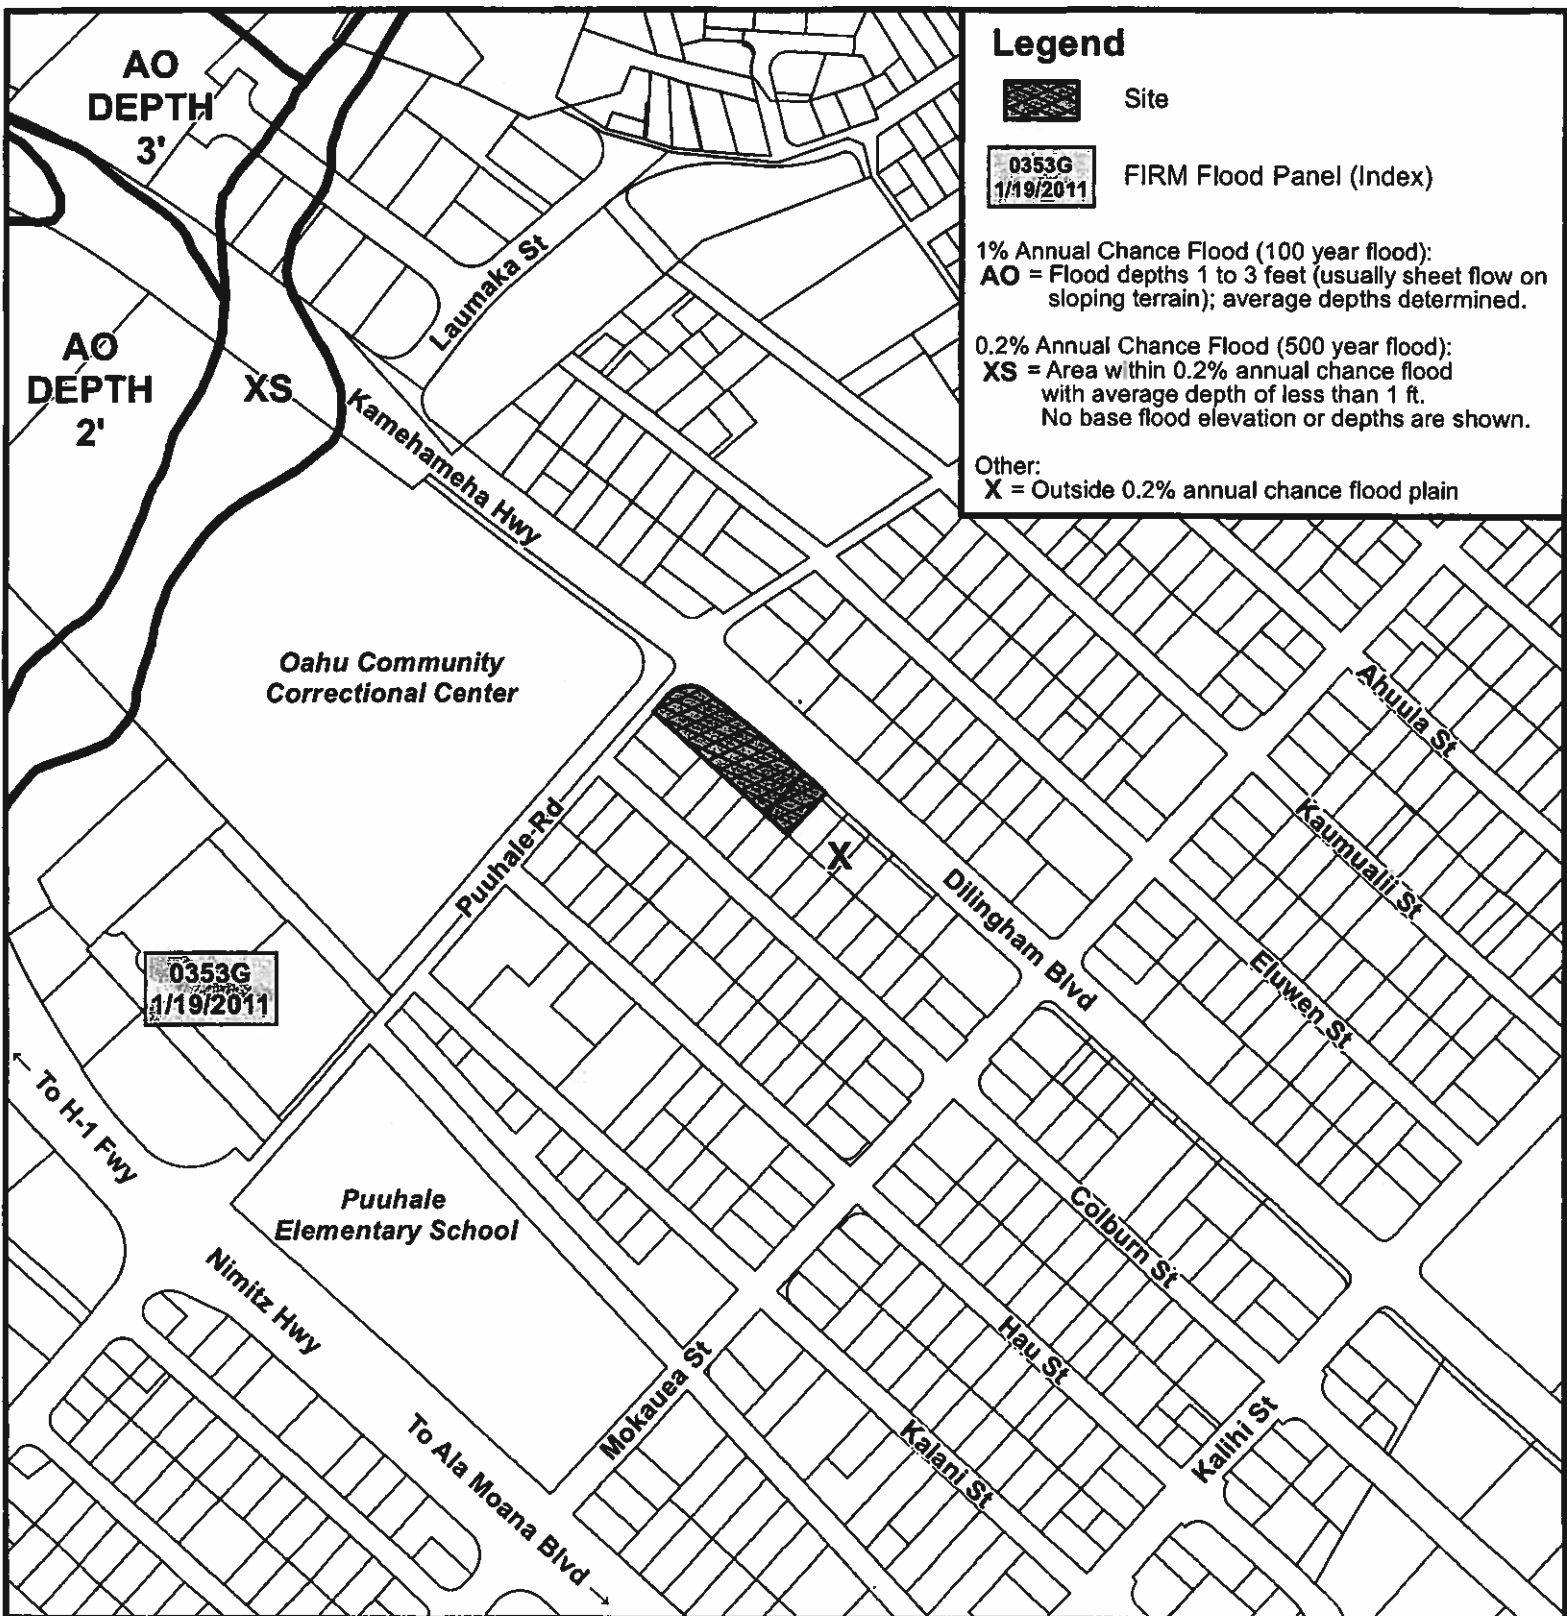 Legend
Site
0353G
1/19/2011
FIRM Flood Panel (Index)
1% Annual Chance Flood (100 year flood):
AO = Flood depths 1 to 3 feet (usually sheet flow on
sloping terrain); average depths determined.
0.2% Annual Chance Flood (500 year flood):
XS = Area within 0.2% annual chance flood
with average depth of less than 1 ft.
No base flood elevation or depths are shown.
Other:
X = Outside 0.2% annual chance flood plain
AO
DEPTH
3'
AO
DEPTH
2'
XS
Laumaka St
Kamehameha Hwy
Oahu Community
Correctional Center
Puuhale Rd
X
Dillingham Blvd
Ahuula St
Kaumualii St
Eluwen St
0353G
1/19/2011
← To H-1 Fwy
Puuhale
Elementary School
Nimitz Hwy
To Ala Moana Blvd →
Mokauea St
Colburn St
Hau St
Kalani St
Kalihi St